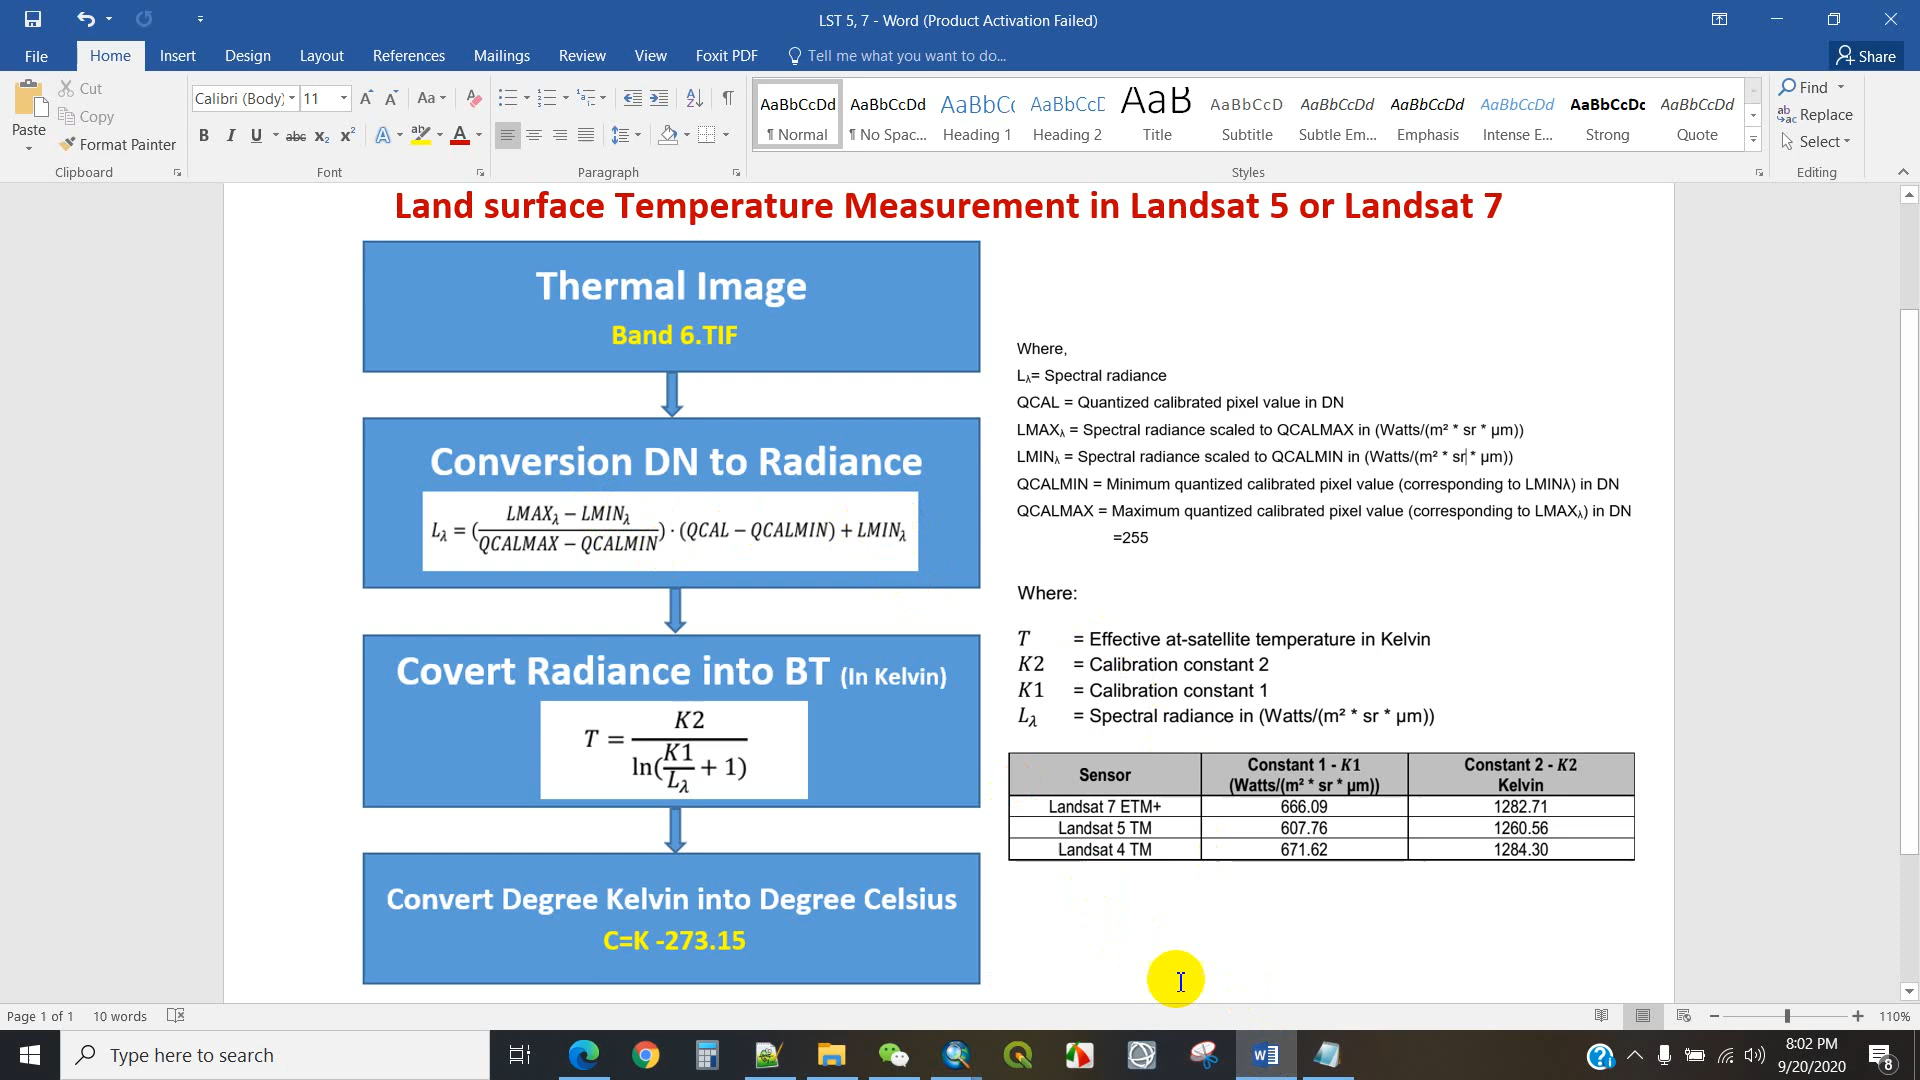 LST 5, 7 - Word (Product Activation Failed)
File Home Insert Design Layout References Mailings Review View Foxit PDF Tell me what you want to do... Share
Paste
Cut
Copy
Format Painter
Clipboard
Calibri (Body) 11
Font
Paragraph
AaBbCcDd AaBbCcDd AaBbC AaBbCcD AaB AaBbCcD AaBbCcDd AaBbCcDd AaBbCcDd AaBbCcDc AaBbCcDd
¶ Normal ¶ No Spac... Heading 1 Heading 2 Title Subtitle Subtle Em... Emphasis Intense E... Strong Quote
Styles
Find
Replace
Select
Editing
Land surface Temperature Measurement in Landsat 5 or Landsat 7
Thermal Image
Band 6.TIF
Conversion DN to Radiance
Lλ = (LMAXλ − LMINλ / QCALMAX − QCALMIN) · (QCAL − QCALMIN) + LMINλ
Covert Radiance into BT (In Kelvin)
T = K2 / ln(K1/Lλ + 1)
Convert Degree Kelvin into Degree Celsius
C=K -273.15
Where,
Lλ= Spectral radiance
QCAL = Quantized calibrated pixel value in DN
LMAXλ = Spectral radiance scaled to QCALMAX in (Watts/(m² * sr * µm))
LMINλ = Spectral radiance scaled to QCALMIN in (Watts/(m² * sr * µm))
QCALMIN = Minimum quantized calibrated pixel value (corresponding to LMINλ) in DN
QCALMAX = Maximum quantized calibrated pixel value (corresponding to LMAXλ) in DN
=255
Where:
T = Effective at-satellite temperature in Kelvin
K2 = Calibration constant 2
K1 = Calibration constant 1
Lλ = Spectral radiance in (Watts/(m² * sr * µm))
Sensor Constant 1 - K1 (Watts/(m² * sr * µm)) Constant 2 - K2 Kelvin
Landsat 7 ETM+ 666.09 1282.71
Landsat 5 TM 607.76 1260.56
Landsat 4 TM 671.62 1284.30
Page 1 of 1 10 words 110%
Type here to search
8:02 PM
9/20/2020
8